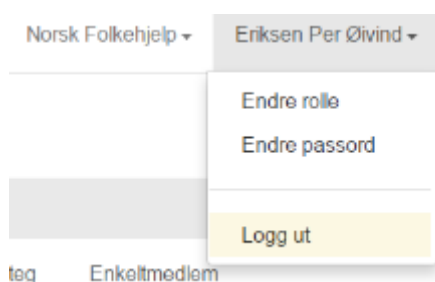 Norsk Folkehjelp Eriksen Per Øivind
Endre rolle
Endre passord
Logg ut
teg Enkeltmedlem